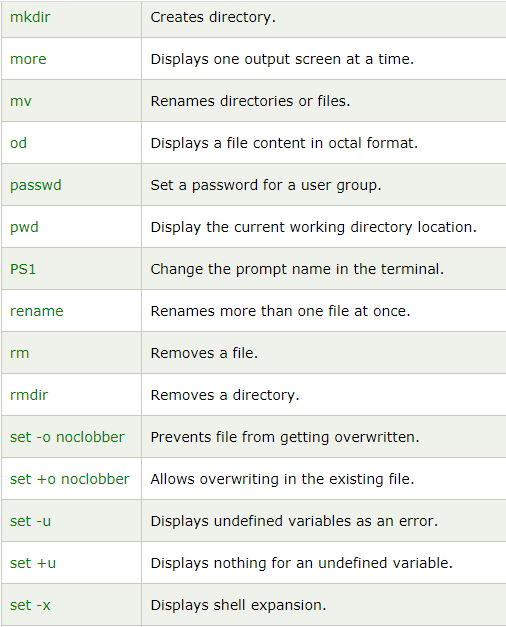 mkdir Creates directory.
more Displays one output screen at a time.
mv Renames directories or files.
od Displays a file content in octal format.
passwd Set a password for a user group.
pwd Display the current working directory location.
PS1 Change the prompt name in the terminal.
rename Renames more than one file at once.
rm Removes a file.
rmdir Removes a directory.
set -o noclobber Prevents file from getting overwritten.
set +o noclobber Allows overwriting in the existing file.
set -u Displays undefined variables as an error.
set +u Displays nothing for an undefined variable.
set -x Displays shell expansion.